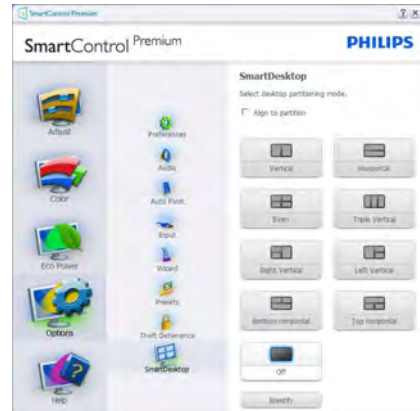 SmartControl Premium
SmartControl Premium
PHILIPS
Adjust
Color
Eco Power
Options
Help
Preferences
Audio
Auto Pivot
Input
Wizard
Presets
Theft Deterrence
SmartDesktop
SmartDesktop
Select desktop partitioning mode.
Align to partition
Vertical
Horizontal
Even
Triple Vertical
Right Vertical
Left Vertical
Bottom horizontal
Top horizontal
Off
Identify